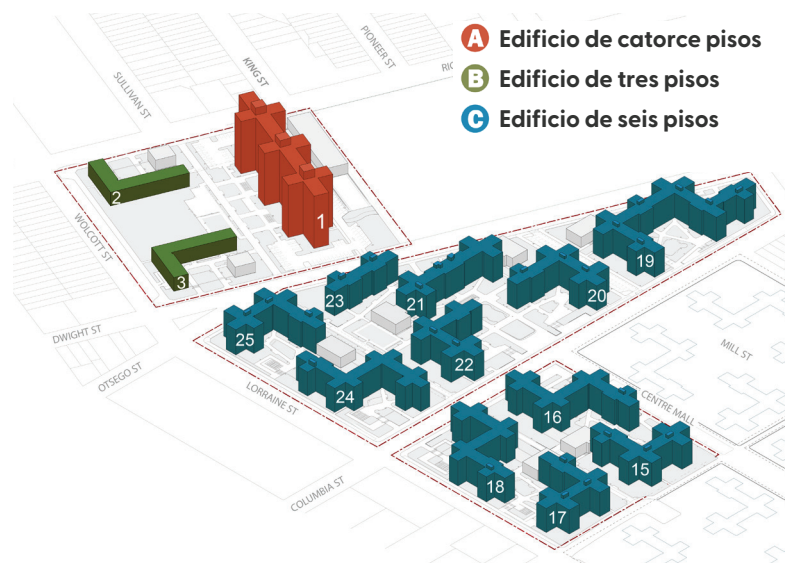 A Edificio de catorce pisos
B Edificio de tres pisos
C Edificio de seis pisos
PIONEER ST
KING ST
SULLIVAN ST
RIC
WOLCOTT ST
DWIGHT ST
OTSEGO ST
LORRAINE ST
COLUMBIA ST
CENTRE MALL
MILL ST
1
2
3
19
20
21
23
25
22
24
16
15
18
17